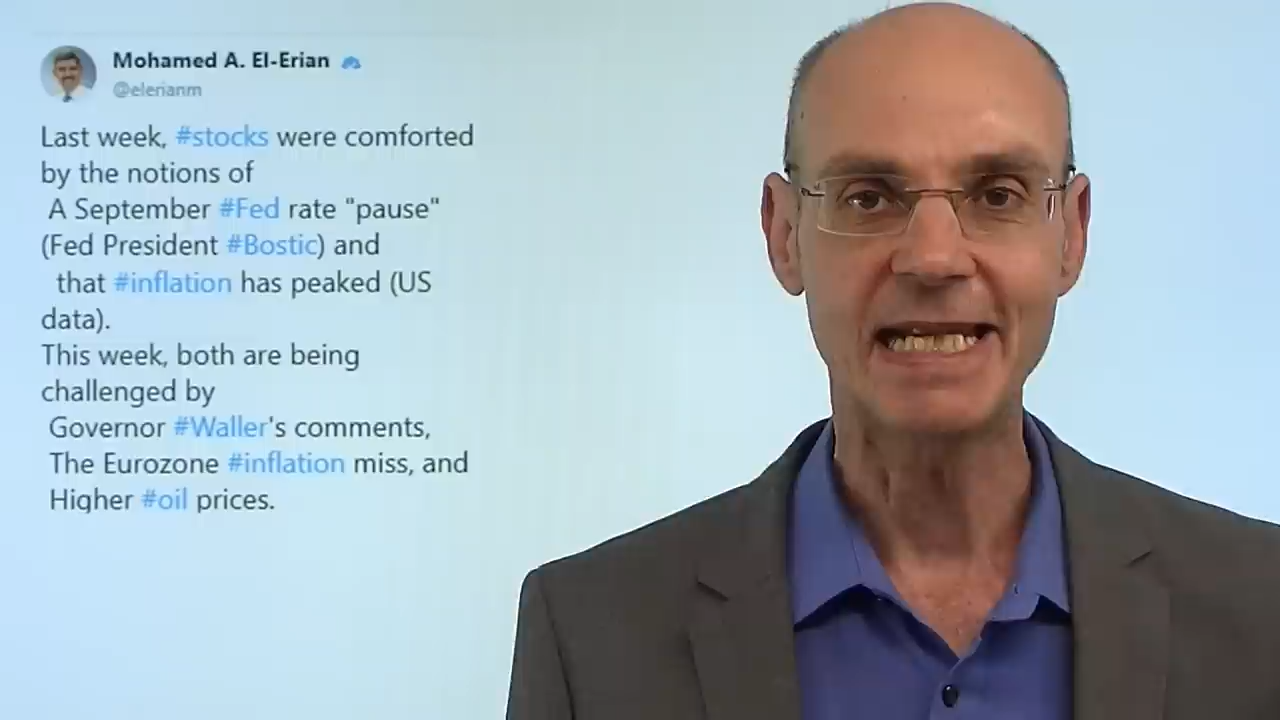 Mohamed A. El-Erian
@elerianm
Last week, #stocks were comforted
by the notions of
A September #Fed rate "pause"
(Fed President #Bostic) and
that #inflation has peaked (US
data).
This week, both are being
challenged by
Governor #Waller's comments,
The Eurozone #inflation miss, and
Higher #oil prices.